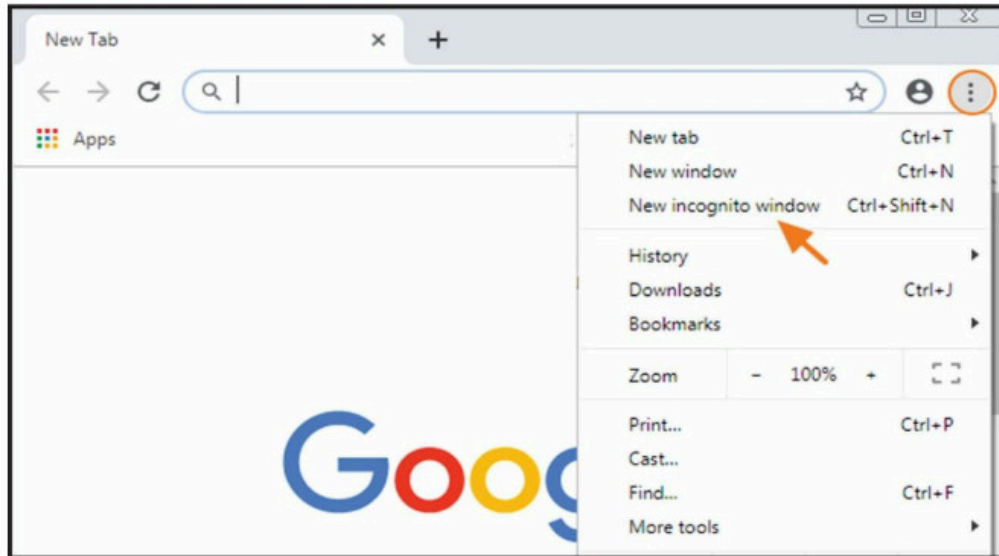 New Tab
Apps
New tab Ctrl+T
New window Ctrl+N
New incognito window Ctrl+Shift+N
History
Downloads Ctrl+J
Bookmarks
Zoom - 100% +
Print... Ctrl+P
Cast...
Find... Ctrl+F
More tools
Goog